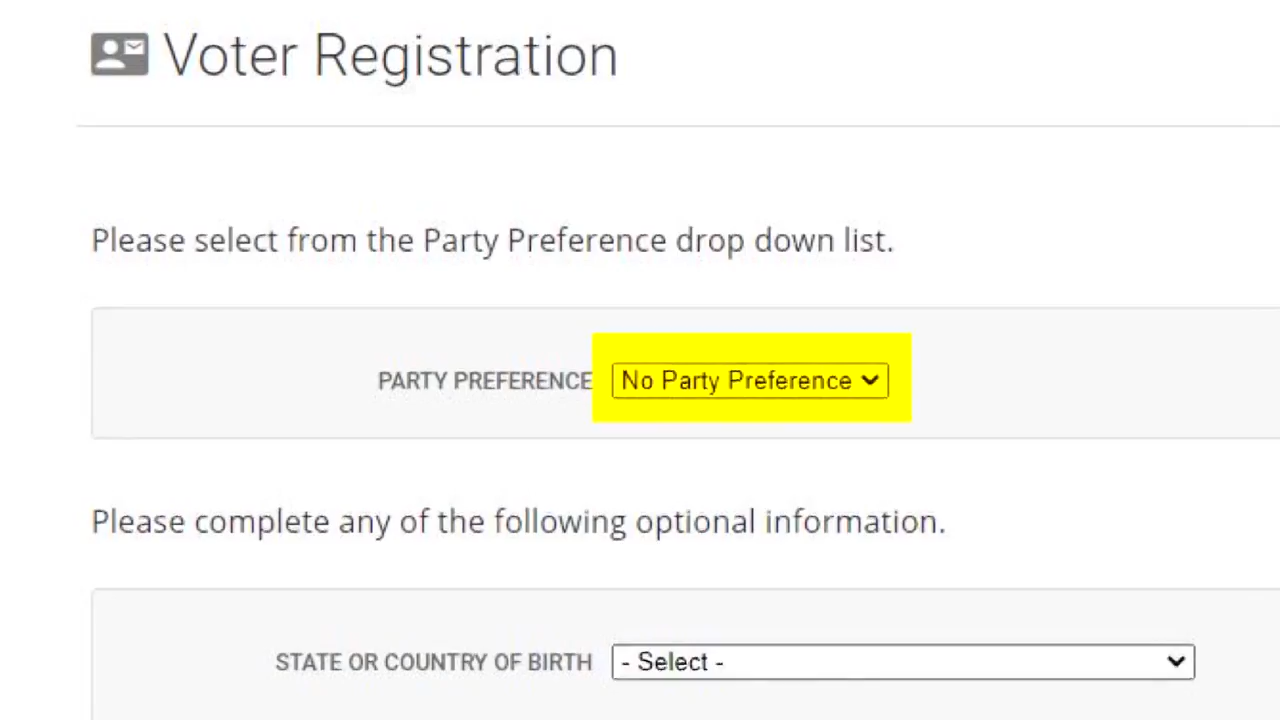 Voter Registration
Please select from the Party Preference drop down list.
PARTY PREFERENCE No Party Preference
Please complete any of the following optional information.
STATE OR COUNTRY OF BIRTH - Select -